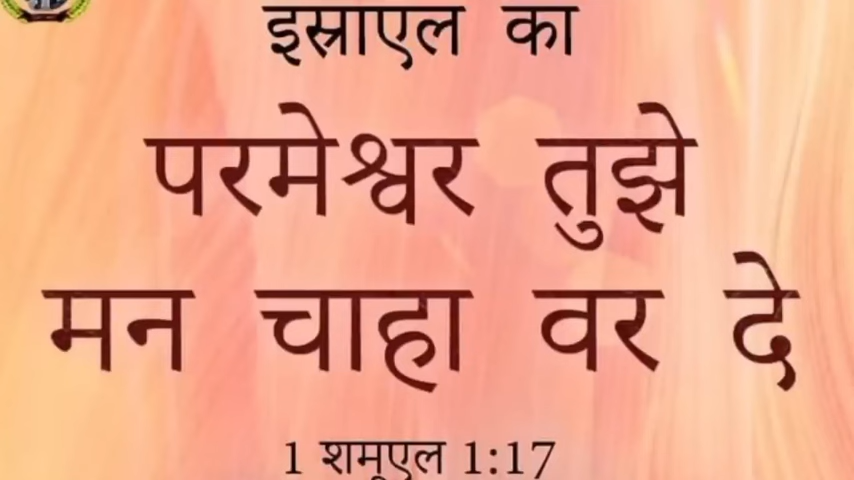 इस्राएल का
परमेश्वर तुझे
मन चाहा वर दे
1 शमूएल 1:17